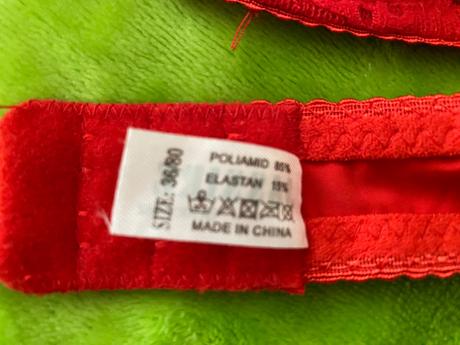 SIZE: 36/80
POLIAMID 85%
ELASTAN 15%
MADE IN CHINA